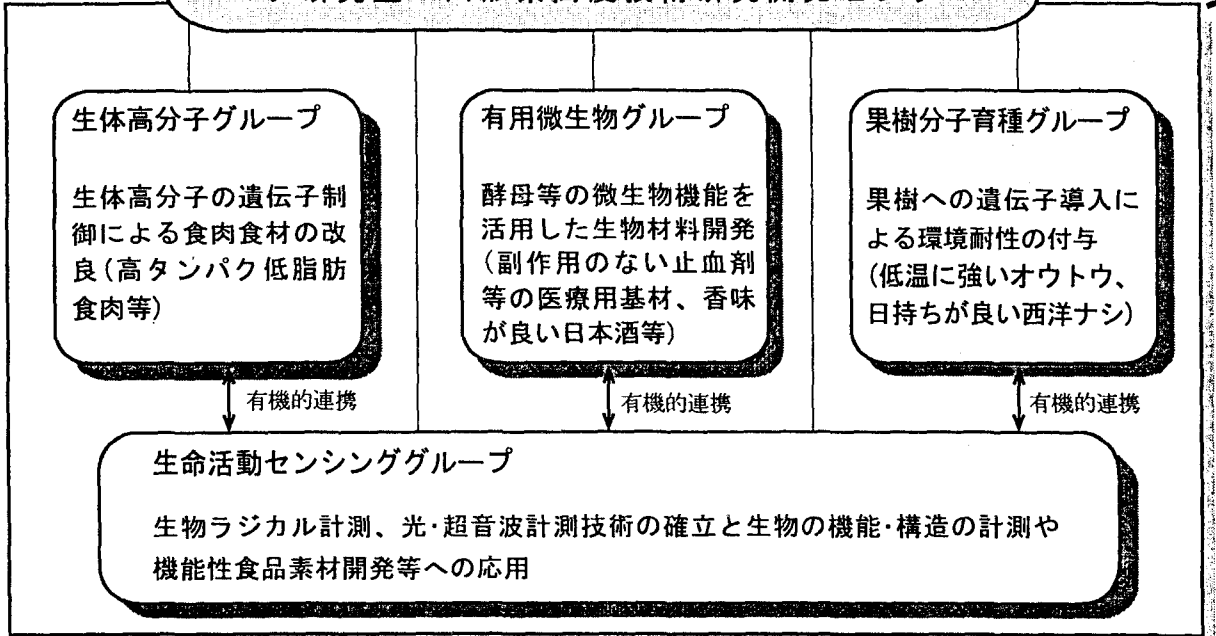 生体高分子グループ
生体高分子の遺伝子制
御による食肉食材の改
良(高タンパク低脂肪
食肉等)
有用微生物グループ
酵母等の微生物機能を
活用した生物材料開発
(副作用のない止血剤
等の医療用基材、香味
が良い日本酒等)
果樹分子育種グループ
果樹への遺伝子導入に
よる環境耐性の付与
(低温に強いオウトウ、
日持ちが良い西洋ナシ)
有機的連携
有機的連携
有機的連携
生命活動センシンググループ
生物ラジカル計測、光・超音波計測技術の確立と生物の機能・構造の計測や
機能性食品素材開発等への応用